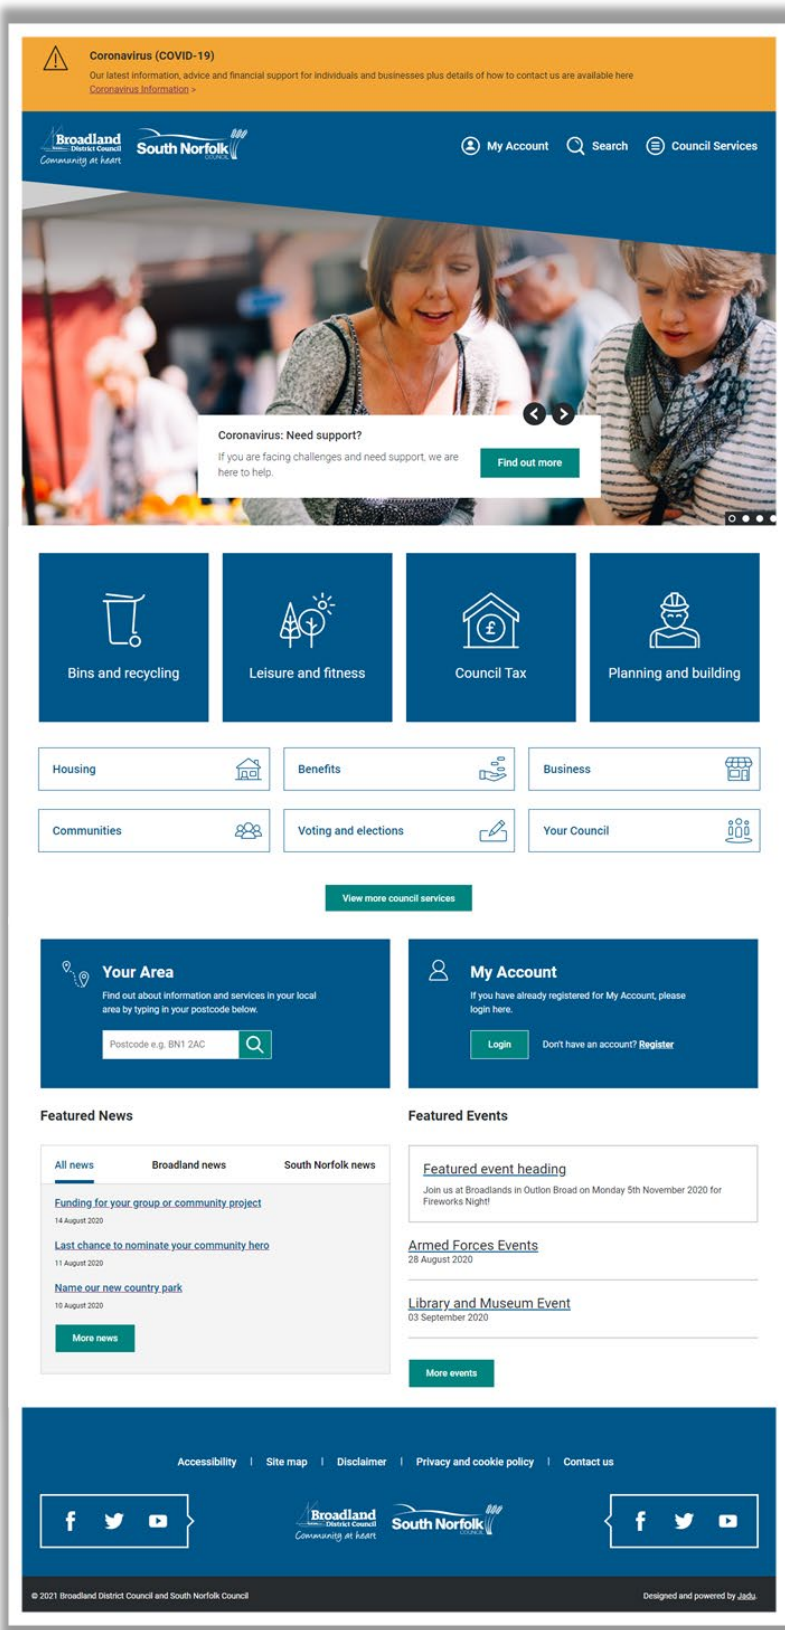 Coronavirus (COVID-19)
Our latest information, advice and financial support for individuals and businesses plus details of how to contact us are available here
Coronavirus Information >
Broadland
District Council
Community at heart
South Norfolk
COUNCIL
My Account
Search
Council Services
Coronavirus: Need support?
If you are facing challenges and need support, we are
here to help.
Find out more
Bins and recycling
Leisure and fitness
Council Tax
Planning and building
Housing
Benefits
Business
Communities
Voting and elections
Your Council
View more council services
Your Area
Find out about information and services in your local
area by typing in your postcode below.
Postcode e.g. BN1 2AC
My Account
If you have already registered for My Account, please
login here.
Login
Don't have an account? Register
Featured News
All news
Broadland news
South Norfolk news
Funding for your group or community project
14 August 2020
Last chance to nominate your community hero
11 August 2020
Name our new country park
10 August 2020
More news
Featured Events
Featured event heading
Join us at Broadlands in Outlon Broad on Monday 5th November 2020 for
Fireworks Night!
Armed Forces Events
28 August 2020
Library and Museum Event
03 September 2020
More events
Accessibility | Site map | Disclaimer | Privacy and cookie policy | Contact us
Broadland
District Council
Community at heart
South Norfolk
COUNCIL
© 2021 Broadland District Council and South Norfolk Council
Designed and powered by Jadu.